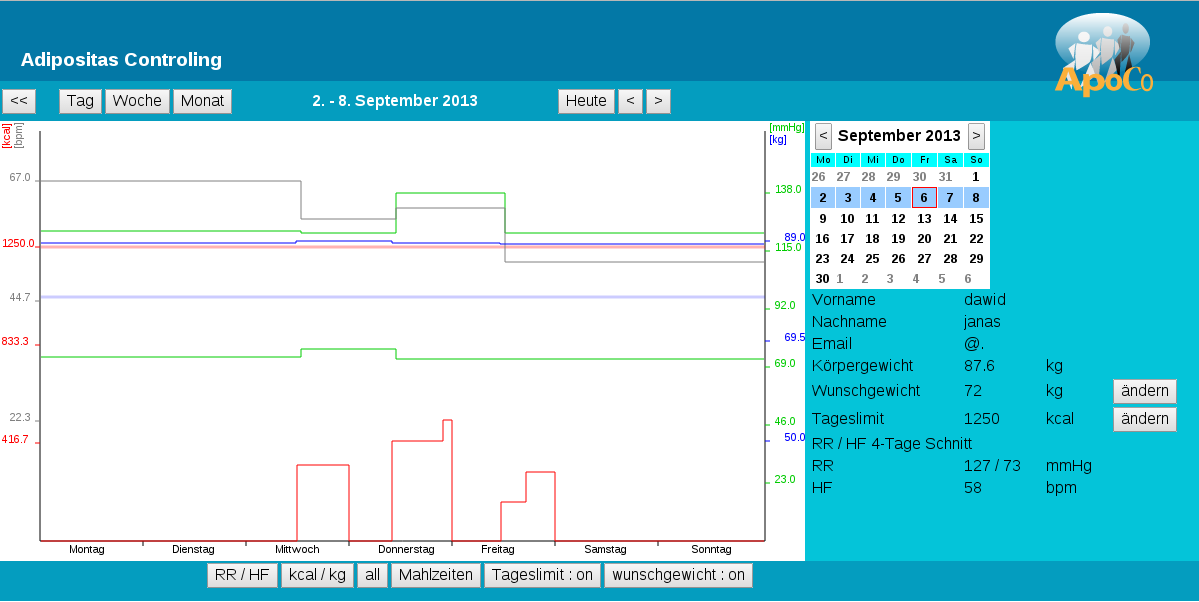 Adipositas Controling
ApoCo
<< Tag Woche Monat 2. - 8. September 2013 Heute < >
[kcal] [bpm]
[mmHg]
[kg]
67.0
1250.0
44.7
833.3
22.3
416.7
138.0
89.0
115.0
92.0
69.5
69.0
46.0
50.0
23.0
Montag Dienstag Mittwoch Donnerstag Freitag Samstag Sonntag
< September 2013 >
Mo Di Mi Do Fr Sa So
26 27 28 29 30 31 1
2 3 4 5 6 7 8
9 10 11 12 13 14 15
16 17 18 19 20 21 22
23 24 25 26 27 28 29
30 1 2 3 4 5 6
Vorname dawid
Nachname janas
Email @.
Körpergewicht 87.6 kg
Wunschgewicht 72 kg ändern
Tageslimit 1250 kcal ändern
RR / HF 4-Tage Schnitt
RR 127 / 73 mmHg
HF 58 bpm
RR / HF kcal / kg all Mahlzeiten Tageslimit : on wunschgewicht : on